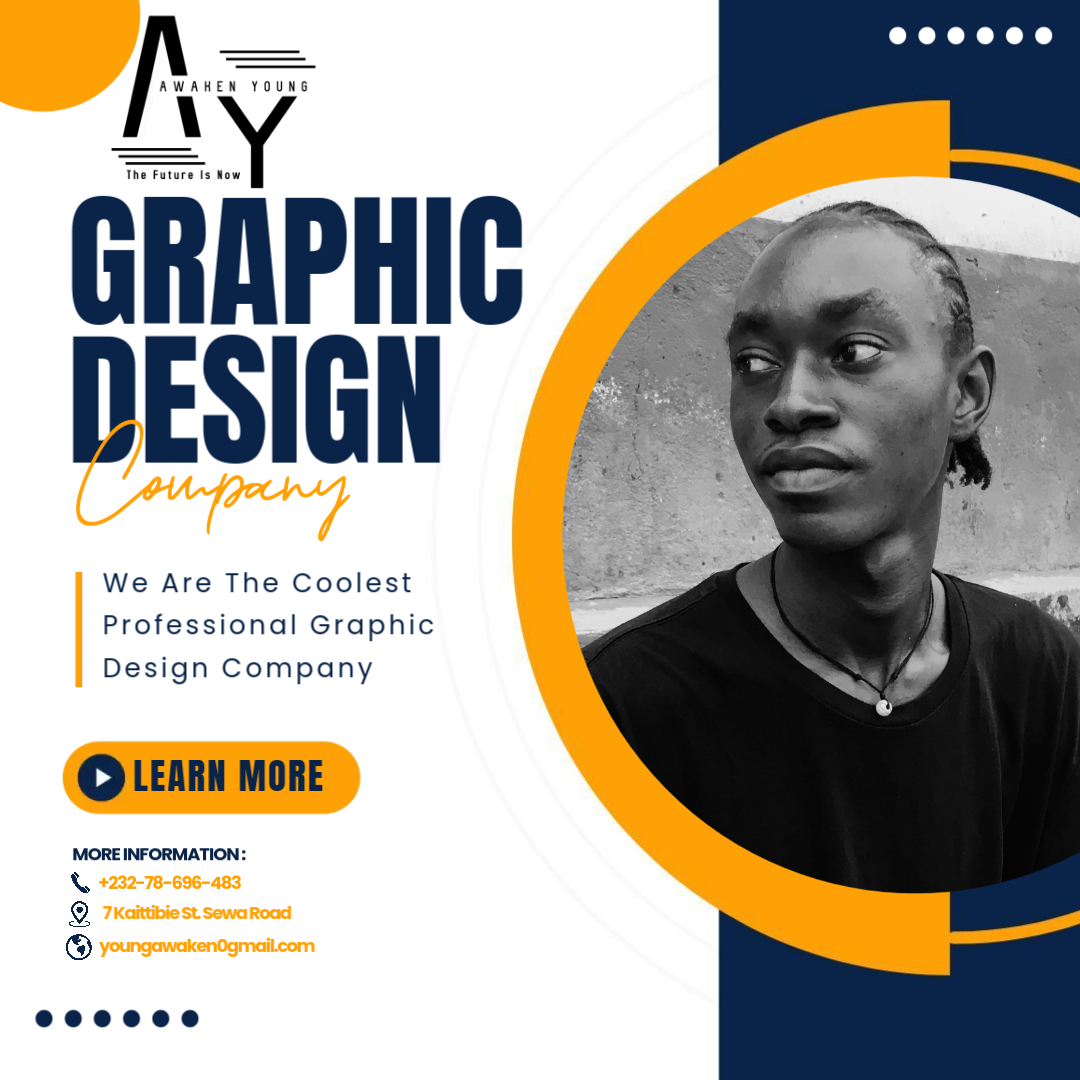 AWAKEN YOUNG
AY
The Future Is Now
GRAPHIC
DESIGN
Company
We Are The Coolest
Professional Graphic
Design Company
LEARN MORE
MORE INFORMATION :
+232-78-696-483
7 Kaittibie St. Sewa Road
youngawaken0gmail.com